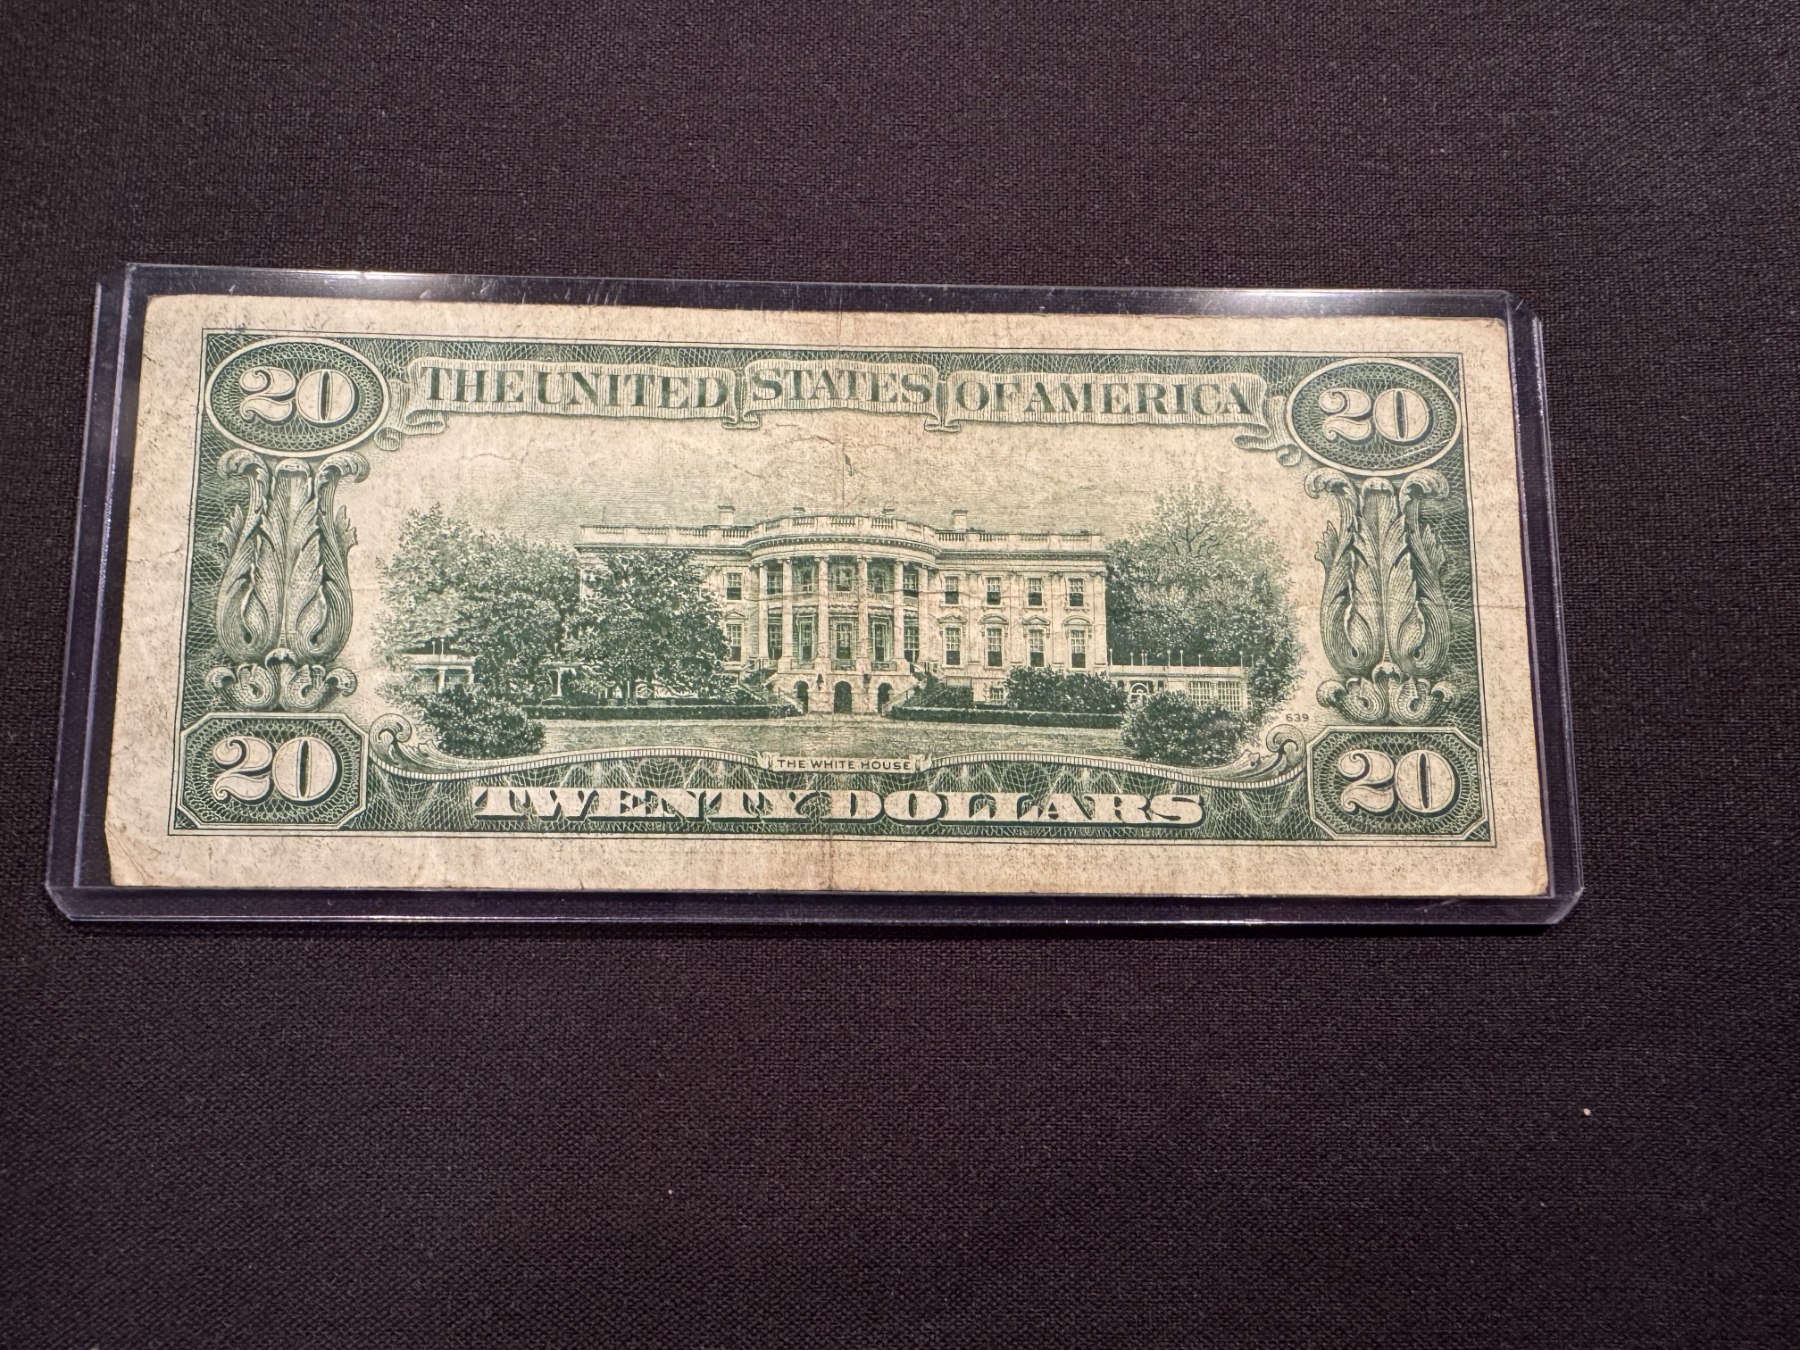 20 THE UNITED STATES OF AMERICA 20
639
THE WHITE HOUSE
20 TWENTY DOLLARS 20